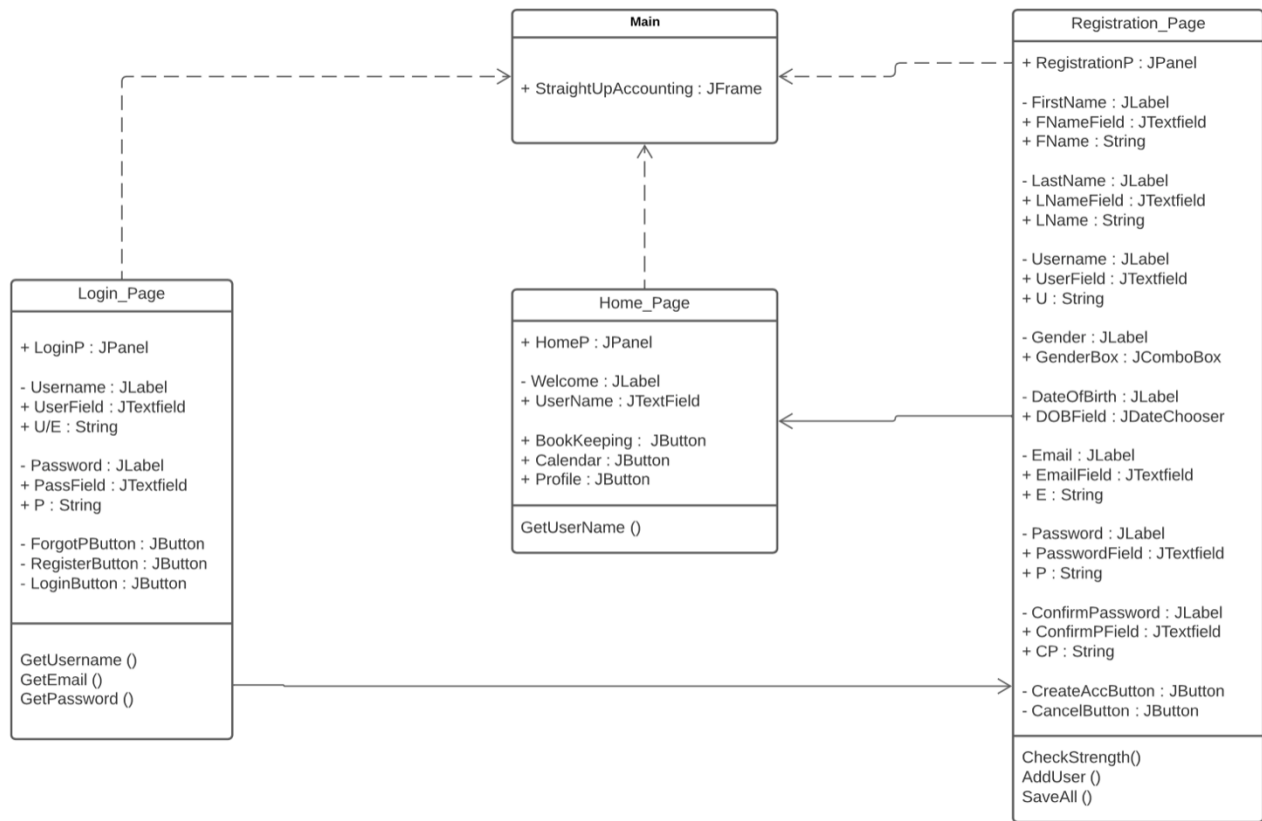 Main
+ StraightUpAccounting : JFrame
Registration_Page
+ RegistrationP : JPanel
- FirstName : JLabel
+ FNameField : JTextfield
+ FName : String
- LastName : JLabel
+ LNameField : JTextfield
+ LName : String
- Username : JLabel
+ UserField : JTextfield
+ U : String
- Gender : JLabel
+ GenderBox : JComboBox
- DateOfBirth : JLabel
+ DOBField : JDateChooser
- Email : JLabel
+ EmailField : JTextfield
+ E : String
- Password : JLabel
+ PasswordField : JTextfield
+ P : String
- ConfirmPassword : JLabel
+ ConfirmPField : JTextfield
+ CP : String
- CreateAccButton : JButton
- CancelButton : JButton
CheckStrength()
AddUser ()
SaveAll ()
Login_Page
+ LoginP : JPanel
- Username : JLabel
+ UserField : JTextfield
+ U/E : String
- Password : JLabel
+ PassField : JTextfield
+ P : String
- ForgotPButton : JButton
- RegisterButton : JButton
- LoginButton : JButton
GetUsername ()
GetEmail ()
GetPassword ()
Home_Page
+ HomeP : JPanel
- Welcome : JLabel
+ UserName : JTextField
+ BookKeeping :  JButton
+ Calendar : JButton
+ Profile : JButton
GetUserName ()